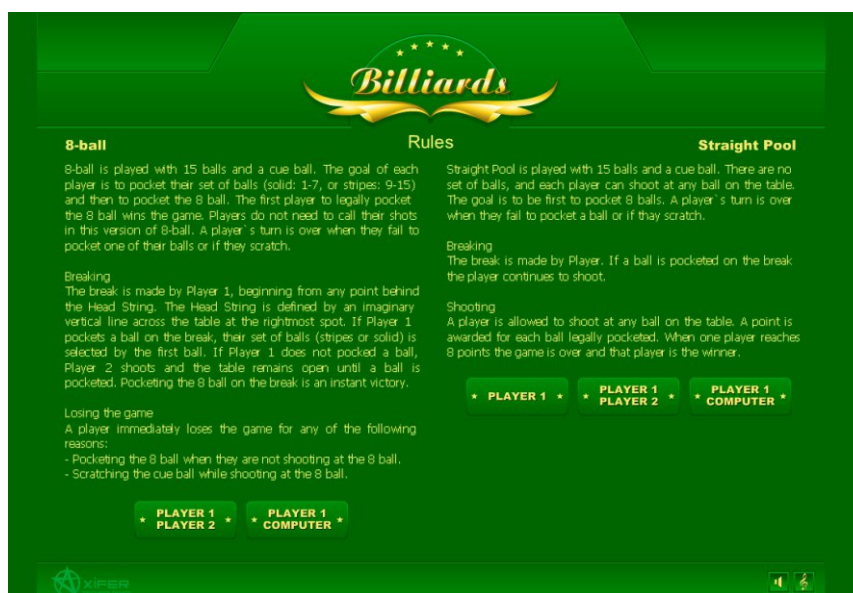 Billiards
Rules
8-ball
8-ball is played with 15 balls and a cue ball. The goal of each
player is to pocket their set of balls (solid: 1-7, or stripes: 9-15)
and then to pocket the 8 ball. The first player to legally pocket
the 8 ball wins the game. Players do not need to call their shots
in this version of 8-ball. A player`s turn is over when they fail to
pocket one of their balls or if they scratch.
Breaking
The break is made by Player 1, beginning from any point behind
the Head String. The Head String is defined by an imaginary
vertical line across the table at the rightmost spot. If Player 1
pockets a ball on the break, their set of balls (stripes or solid) is
selected by the first ball. If Player 1 does not pocked a ball,
Player 2 shoots and the table remains open until a ball is
pocketed. Pocketing the 8 ball on the break is an instant victory.
Losing the game
A player immediately loses the game for any of the following
reasons:
- Pocketing the 8 ball when they are not shooting at the 8 ball.
- Scratching the cue ball while shooting at the 8 ball.
PLAYER 1
PLAYER 2
PLAYER 1
COMPUTER
Straight Pool
Straight Pool is played with 15 balls and a cue ball. There are no
set of balls, and each player can shoot at any ball on the table.
The goal is to be first to pocket 8 balls. A player`s turn is over
when they fail to pocket a ball or if thay scratch.
Breaking
The break is made by Player. If a ball is pocketed on the break
the player continues to shoot.
Shooting
A player is allowed to shoot at any ball on the table. A point is
awarded for each ball legally pocketed. When one player reaches
8 points the game is over and that player is the winner.
PLAYER 1
PLAYER 1
PLAYER 2
PLAYER 1
COMPUTER
XIFER